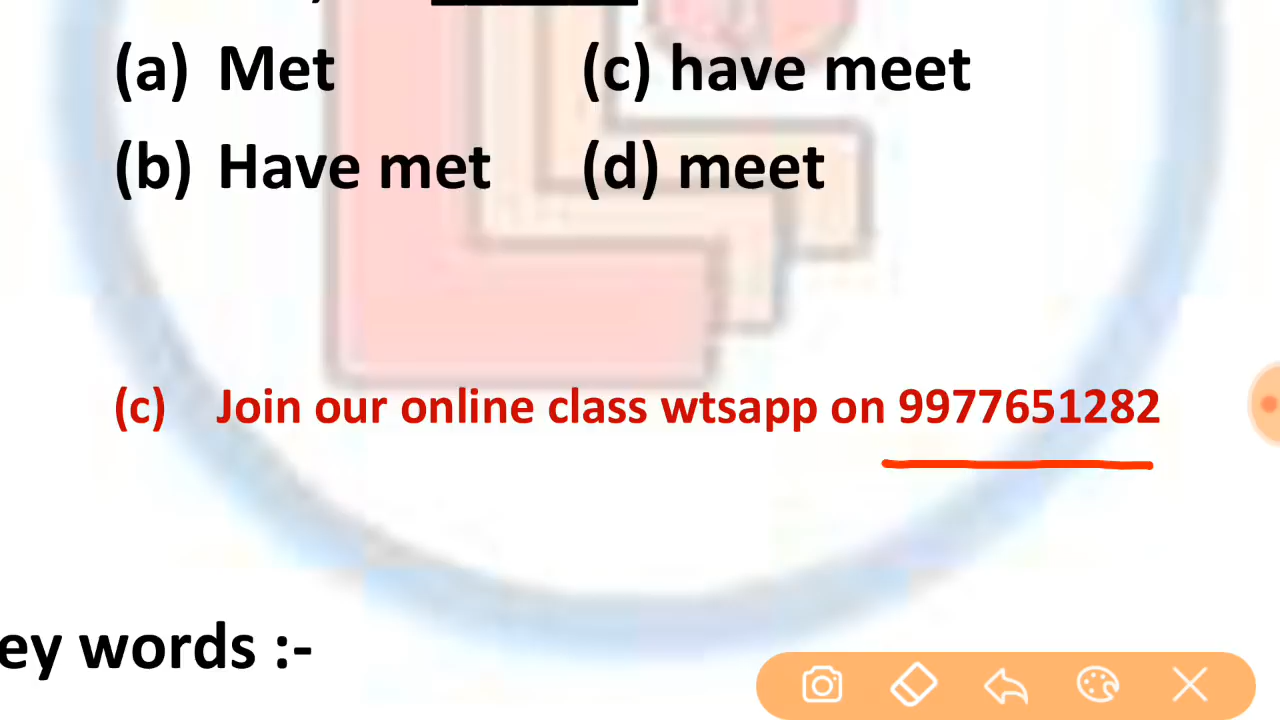 (a) Met (c) have meet
(b) Have met (d) meet
(c) Join our online class wtsapp on 9977651282
ey words :-